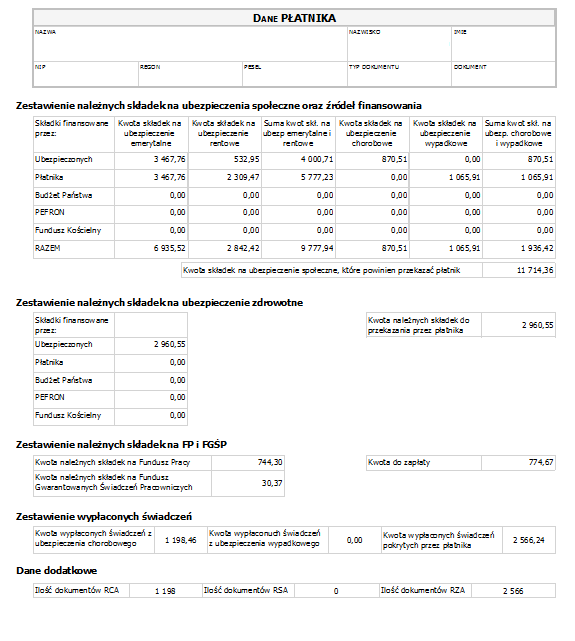 DANE PŁATNIKA
NAZWA NAZWISKO IMIE
NIP REGON PESEL TYP DOKUMENTU DOKUMENT
Zestawienie należnych składek na ubezpieczenia społeczne oraz źródeł finansowania
Składki finansowane Kwota składek na Kwota składek na Suma kwot skł. na Kwota składek na Kwota składek na Suma kwot skł. na
przez: ubezpieczenie ubezpieczenie ubezp emerytalne i ubezpieczenie ubezpieczenie ubezp. chorobowe
emerytalne rentowe rentowe chorobowe wypadkowe i wypadkowe
Ubezpieczonych 3 467,76 532,95 4 000,71 870,51 0,00 870,51
Płatnika 3 467,76 2 309,47 5 777,23 0,00 1 065,91 1 065,91
Budżet Państwa 0,00 0,00 0,00 0,00 0,00 0,00
PEFRON 0,00 0,00 0,00 0,00 0,00 0,00
Fundusz Kościelny 0,00 0,00 0,00 0,00 0,00 0,00
RAZEM 6 935,52 2 842,42 9 777,94 870,51 1 065,91 1 936,42
Kwota składek na ubezpieczenie społeczne, które powinien przekazać płatnik 11 714,36
Zestawienie należnych składek na ubezpieczenie zdrowotne
Składki finansowane
przez:
Kwota należnych składek do
przekazania przez płatnika 2 960,55
Ubezpieczonych 2 960,55
Płatnika 0,00
Budżet Państwa 0,00
PEFRON 0,00
Fundusz Kościelny 0,00
Zestawienie należnych składek na FP i FGŚP
Kwota należnych składek na Fundusz Pracy 744,30 Kwota do zapłaty 774,67
Kwota należnych składek na Fundusz
Gwarantowanych Świadczeń Pracowniczych 30,37
Zestawienie wypłaconych świadczeń
Kwota wypłaconych świadczeń z
ubezpieczenia chorobowego 1 198,46
Kwota wypłaconuch świadczeń
z ubezpieczenia wypadkowego 0,00
Kwota wypłaconych świadczeń
pokrytych przez płatnika 2 566,24
Dane dodatkowe
Ilość dokumentów RCA 1 198 Ilość dokumentów RSA 0 Ilość dokumentów RZA 2 566